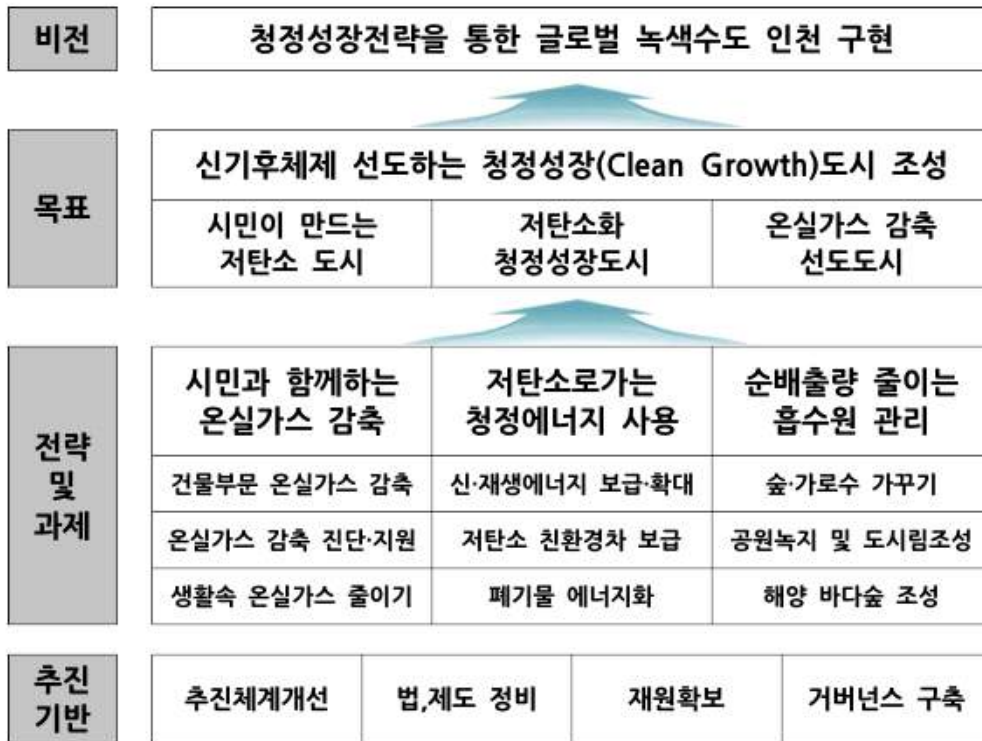 비전
청정성장전략을 통한 글로벌 녹색수도 인천 구현
목표
신기후체제 선도하는 청정성장(Clean Growth)도시 조성
시민이 만드는
저탄소 도시
저탄소화
청정성장도시
온실가스 감축
선도도시
전략
및
과제
시민과 함께하는
온실가스 감축
저탄소로가는
청정에너지 사용
순배출량 줄이는
흡수원 관리
건물부문 온실가스 감축
신·재생에너지 보급·확대
숲·가로수 가꾸기
온실가스 감축 진단·지원
저탄소 친환경차 보급
공원녹지 및 도시림조성
생활속 온실가스 줄이기
폐기물 에너지화
해양 바다숲 조성
추진
기반
추진체계개선
법,제도 정비
재원확보
거버넌스 구축